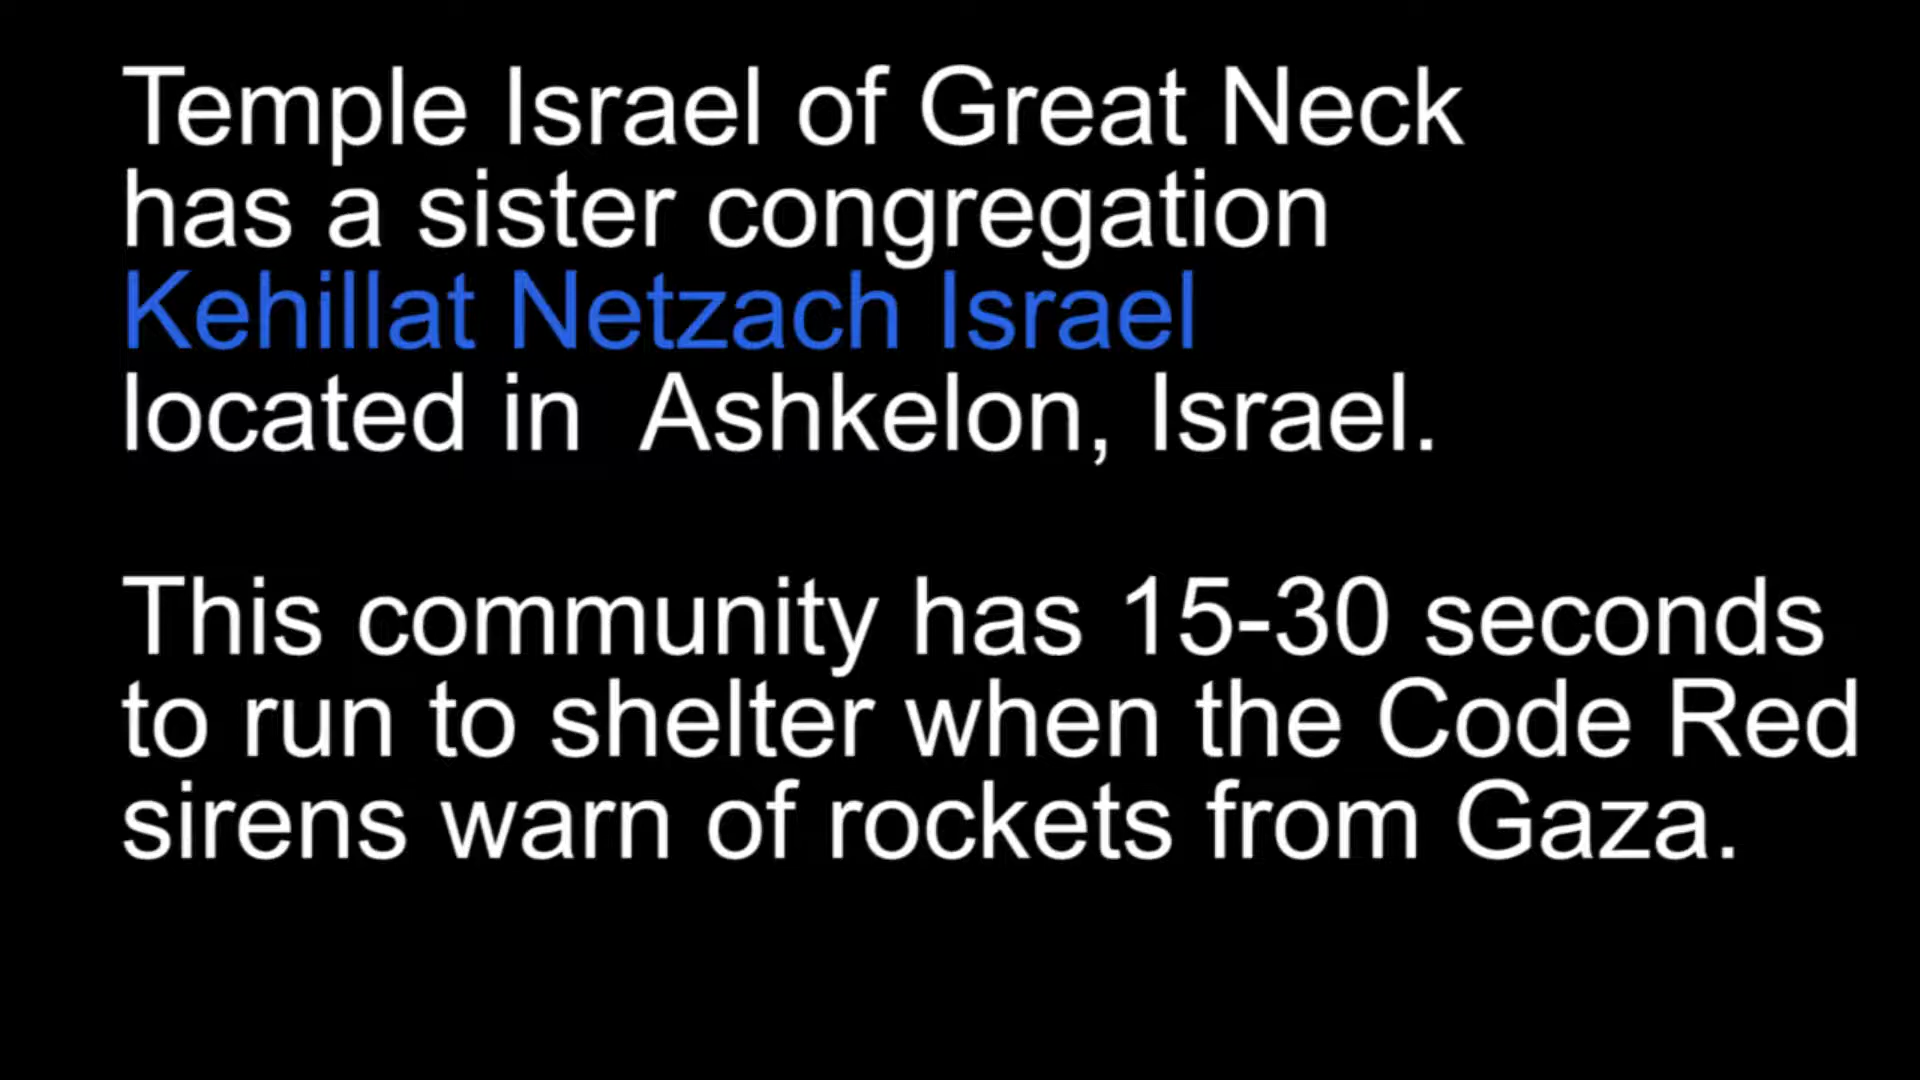 Temple Israel of Great Neck
has a sister congregation
Kehillat Netzach Israel
located in  Ashkelon, Israel.
This community has 15-30 seconds
to run to shelter when the Code Red
sirens warn of rockets from Gaza.